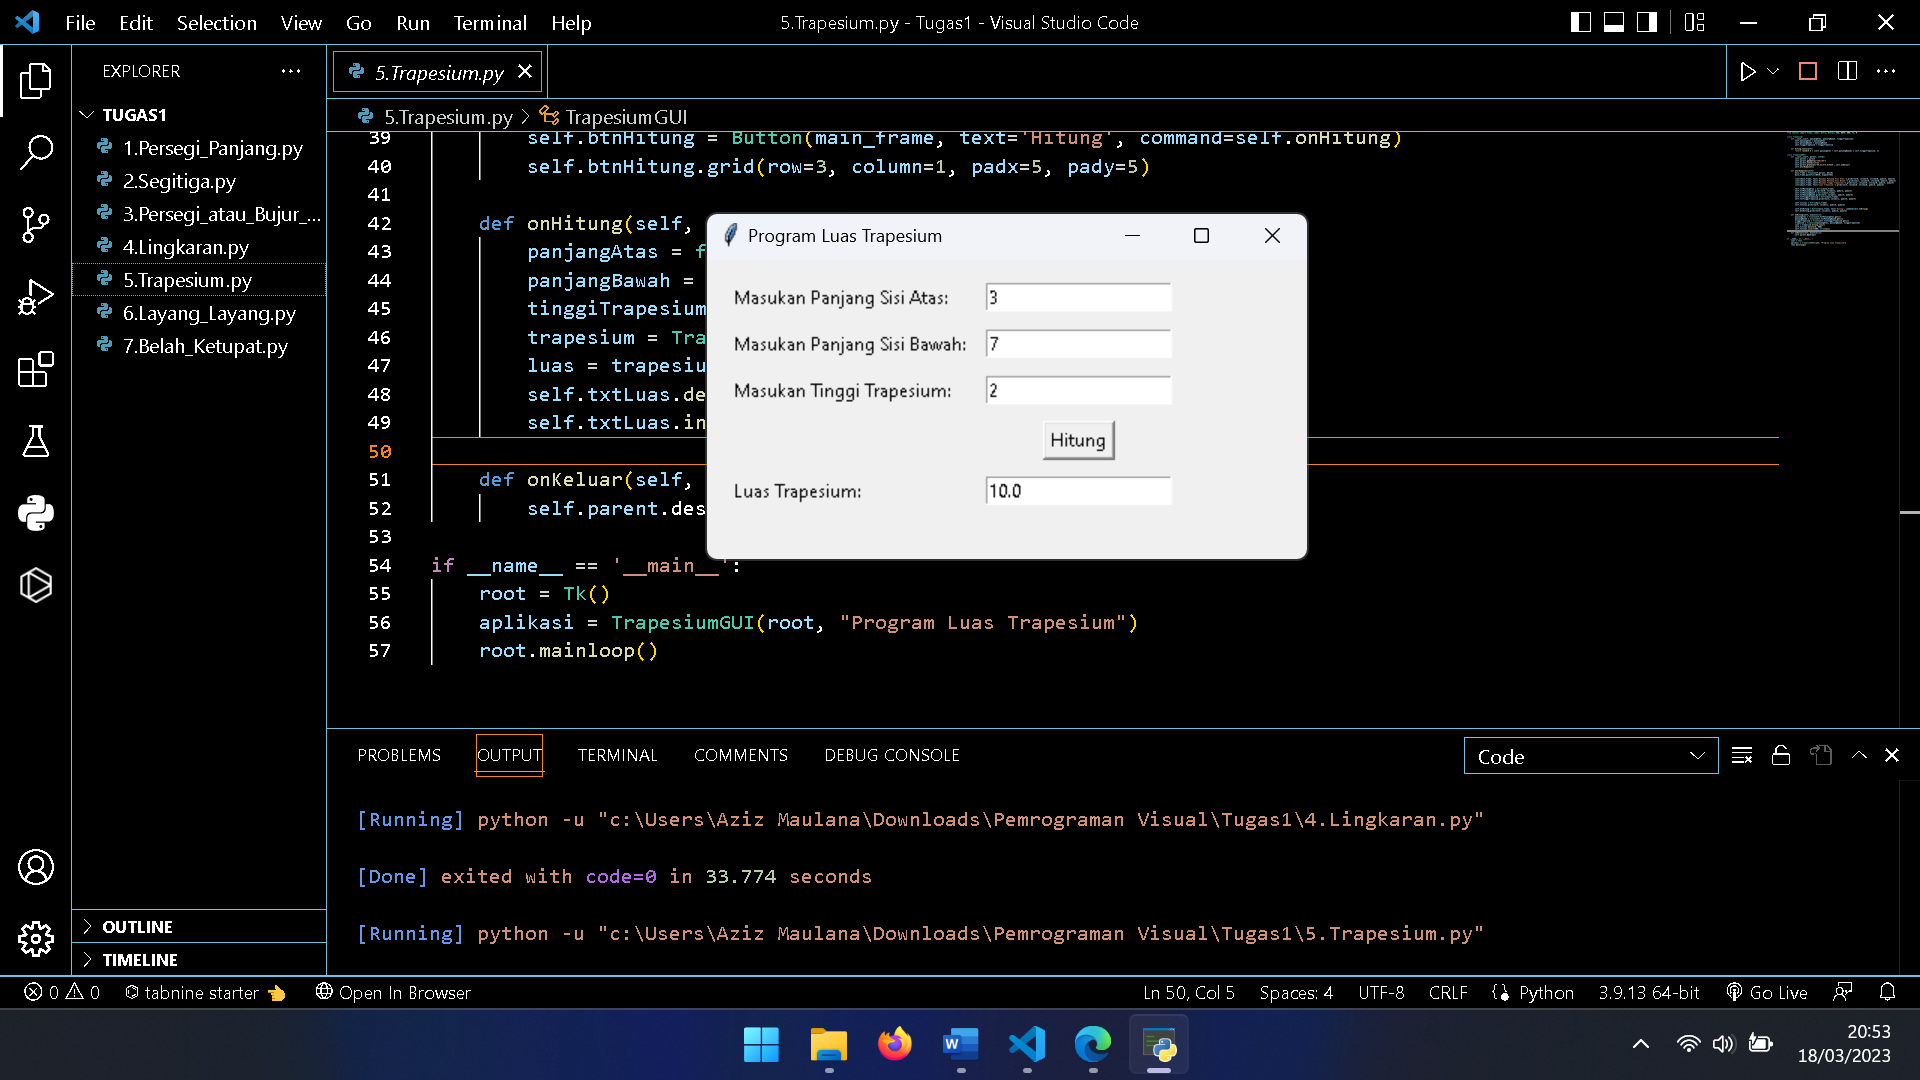 File Edit Selection View Go Run Terminal Help
5.Trapesium.py - Tugas1 - Visual Studio Code
EXPLORER
TUGAS1
1.Persegi_Panjang.py
2.Segitiga.py
3.Persegi_atau_Bujur_...
4.Lingkaran.py
5.Trapesium.py
6.Layang_Layang.py
7.Belah_Ketupat.py
OUTLINE
TIMELINE
5.Trapesium.py
5.Trapesium.py > TrapesiumGUI
39 self.btnHitung = Button(main_frame, text='Hitung', command=self.onHitung)
40 self.btnHitung.grid(row=3, column=1, padx=5, pady=5)
41
42 def onHitung(self,
43 panjangAtas = f
44 panjangBawah =
45 tinggiTrapesium
46 trapesium = Tra
47 luas = trapesiu
48 self.txtLuas.de
49 self.txtLuas.in
50
51 def onKeluar(self,
52 self.parent.des
53
54 if __name__ == '__main__':
55 root = Tk()
56 aplikasi = TrapesiumGUI(root, "Program Luas Trapesium")
57 root.mainloop()
Program Luas Trapesium
Masukan Panjang Sisi Atas: 3
Masukan Panjang Sisi Bawah: 7
Masukan Tinggi Trapesium: 2
Hitung
Luas Trapesium: 10.0
PROBLEMS OUTPUT TERMINAL COMMENTS DEBUG CONSOLE
Code
[Running] python -u "c:\Users\Aziz Maulana\Downloads\Pemrograman Visual\Tugas1\4.Lingkaran.py"
[Done] exited with code=0 in 33.774 seconds
[Running] python -u "c:\Users\Aziz Maulana\Downloads\Pemrograman Visual\Tugas1\5.Trapesium.py"
0 0 tabnine starter Open In Browser
Ln 50, Col 5 Spaces: 4 UTF-8 CRLF Python 3.9.13 64-bit Go Live
20:53
18/03/2023